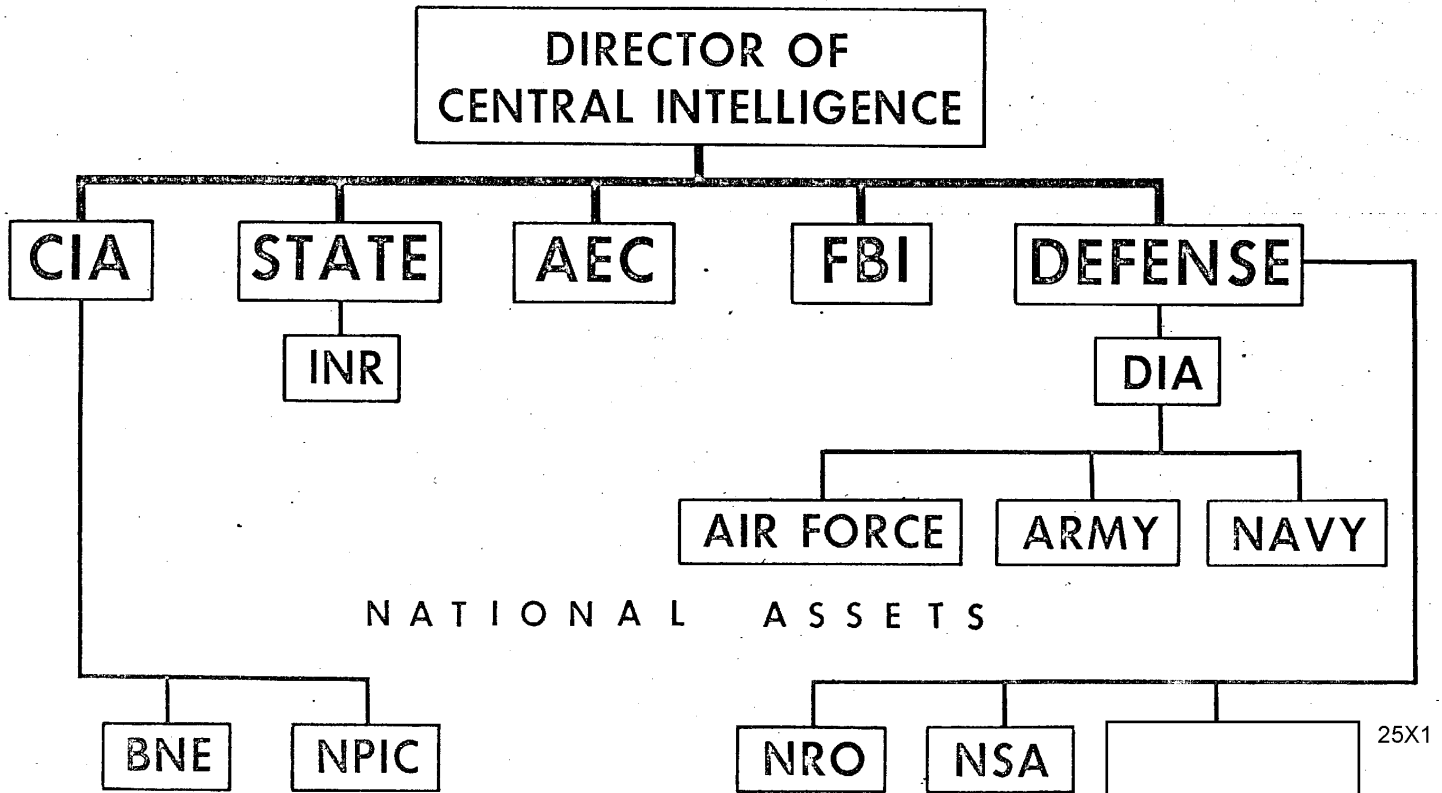 DIRECTOR OF
CENTRAL INTELLIGENCE
CIA
STATE
AEC
FBI
DEFENSE
INR
DIA
AIR FORCE
ARMY
NAVY
NATIONAL ASSETS
BNE
NPIC
NRO
NSA
25X1